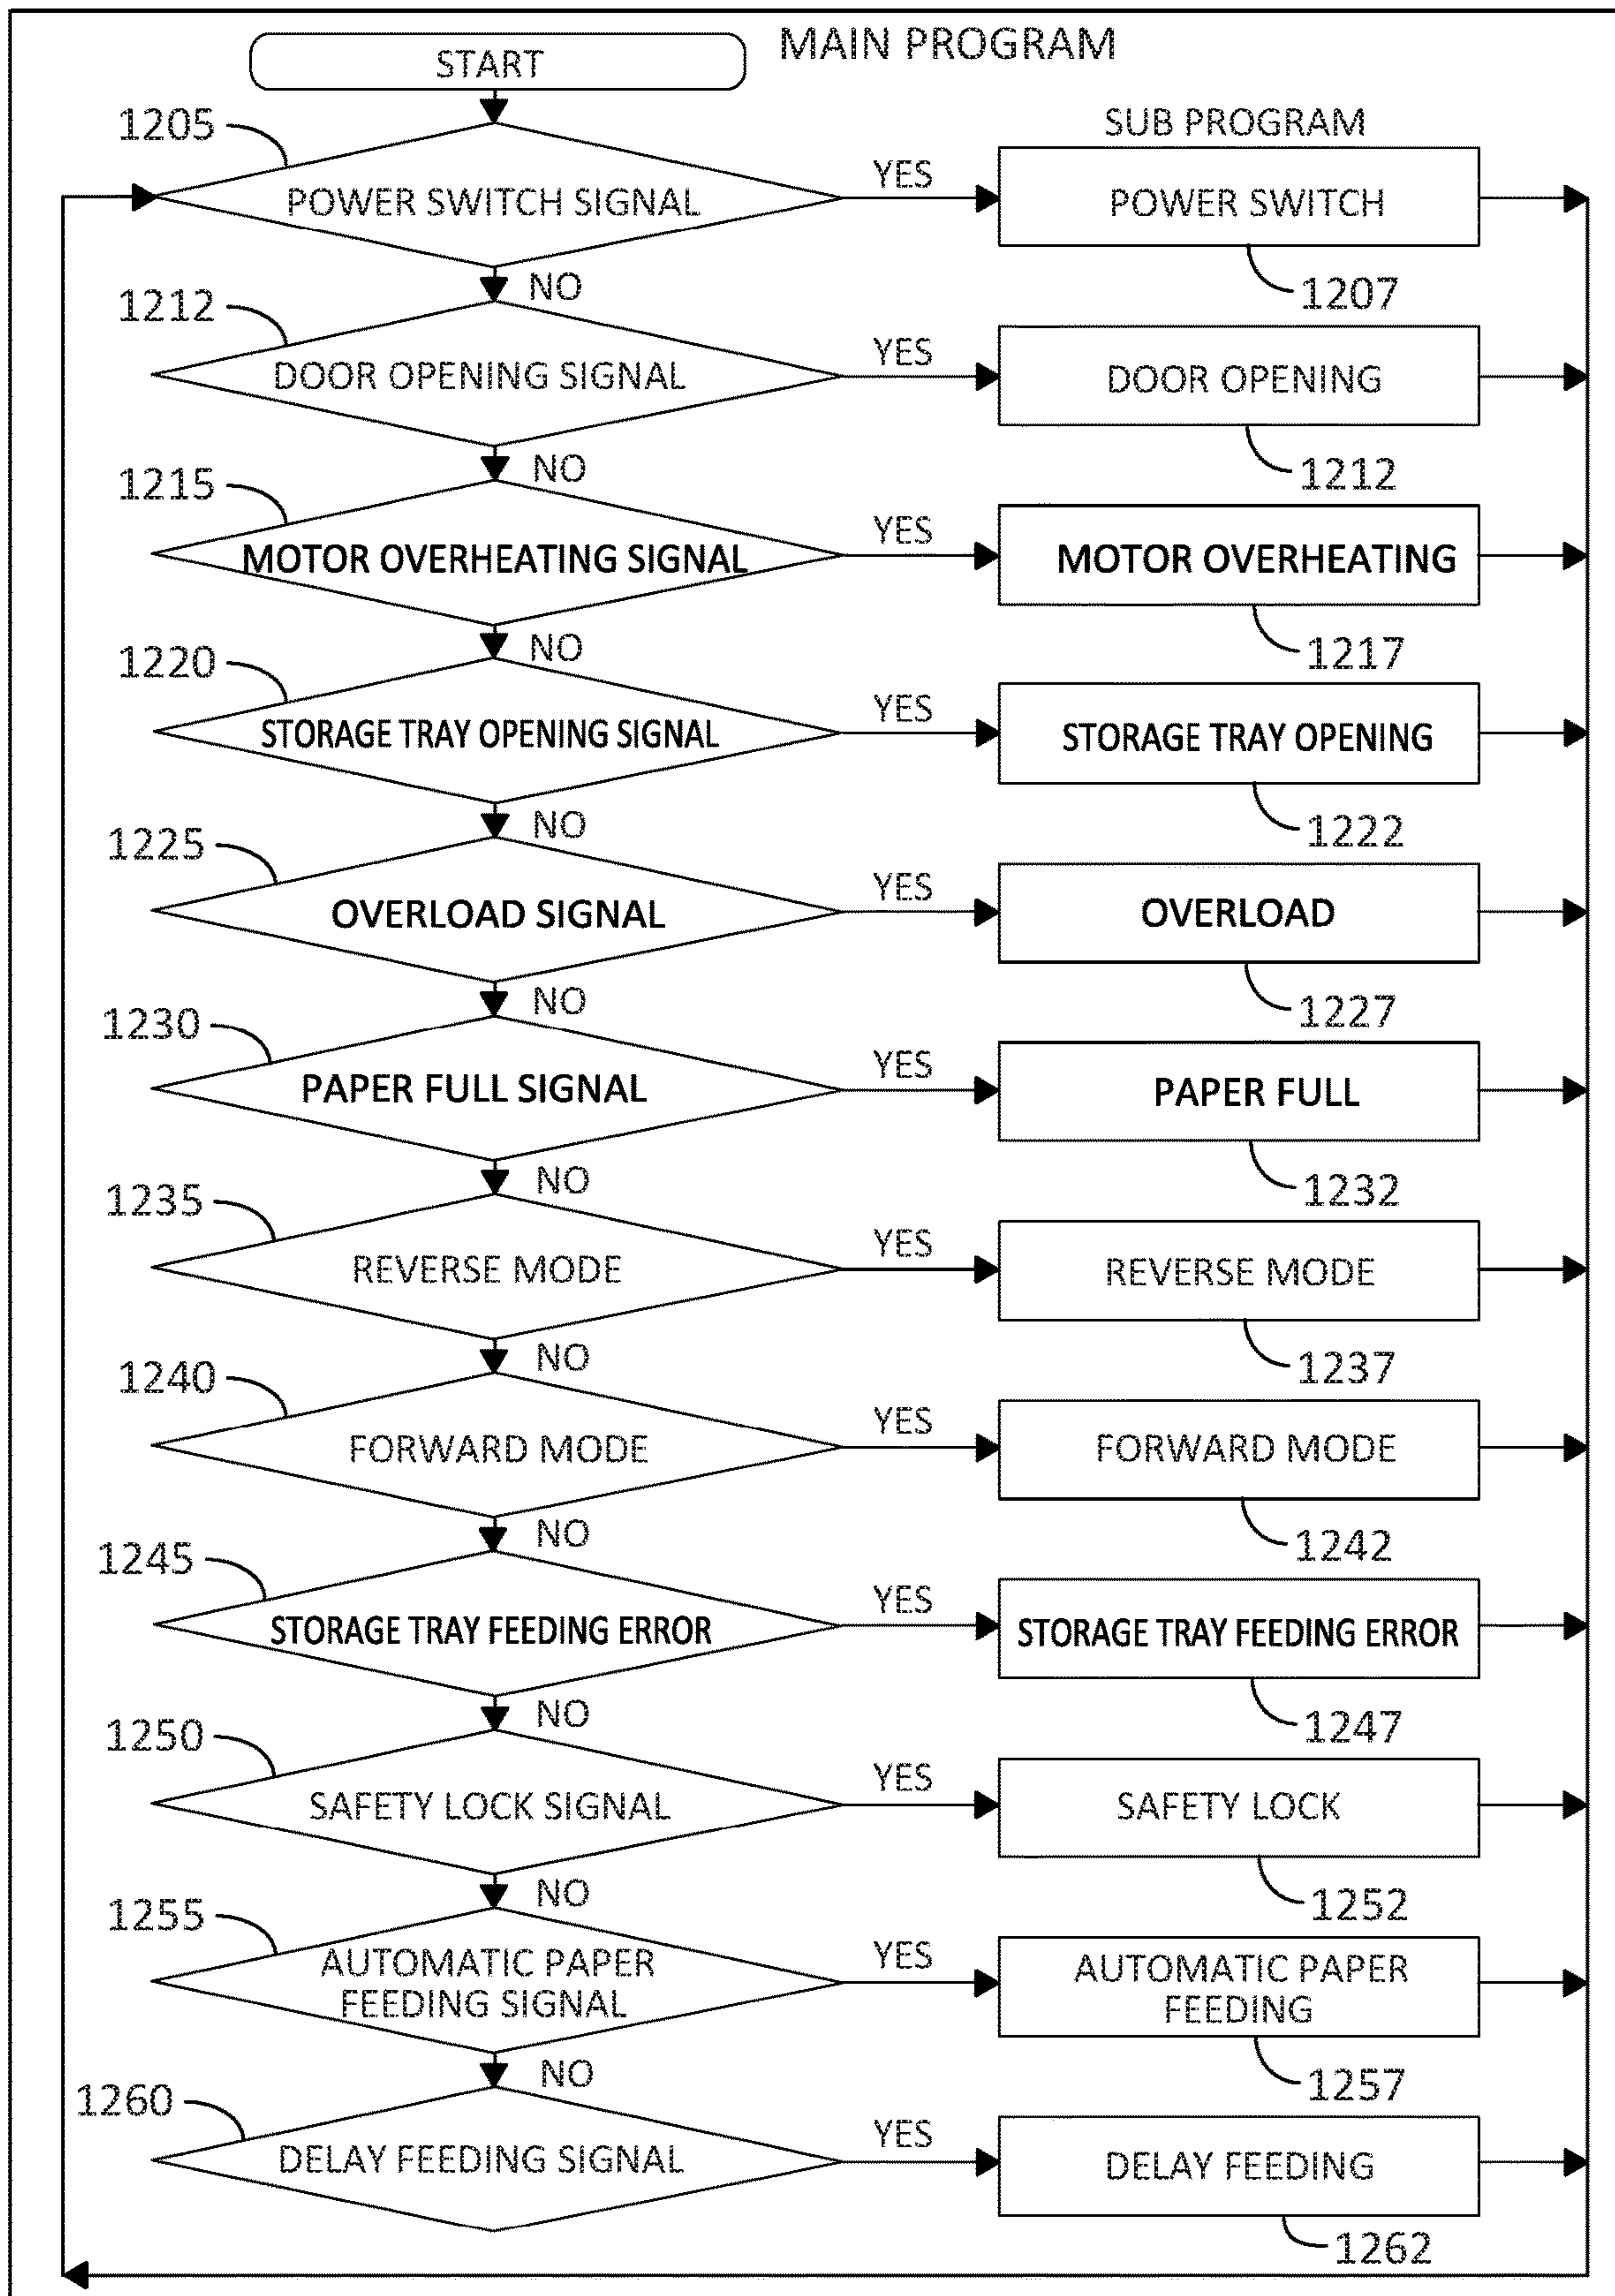 MAIN PROGRAM
START
SUB PROGRAM
1205
POWER SWITCH SIGNAL
YES
POWER SWITCH
1207
NO
1212
DOOR OPENING SIGNAL
YES
DOOR OPENING
1212
NO
1215
MOTOR OVERHEATING SIGNAL
YES
MOTOR OVERHEATING
1217
NO
1220
STORAGE TRAY OPENING SIGNAL
YES
STORAGE TRAY OPENING
1222
NO
1225
OVERLOAD SIGNAL
YES
OVERLOAD
1227
NO
1230
PAPER FULL SIGNAL
YES
PAPER FULL
1232
NO
1235
REVERSE MODE
YES
REVERSE MODE
1237
NO
1240
FORWARD MODE
YES
FORWARD MODE
1242
NO
1245
STORAGE TRAY FEEDING ERROR
YES
STORAGE TRAY FEEDING ERROR
1247
NO
1250
SAFETY LOCK SIGNAL
YES
SAFETY LOCK
1252
NO
1255
AUTOMATIC PAPER
FEEDING SIGNAL
YES
AUTOMATIC PAPER
FEEDING
1257
NO
1260
DELAY FEEDING SIGNAL
YES
DELAY FEEDING
1262